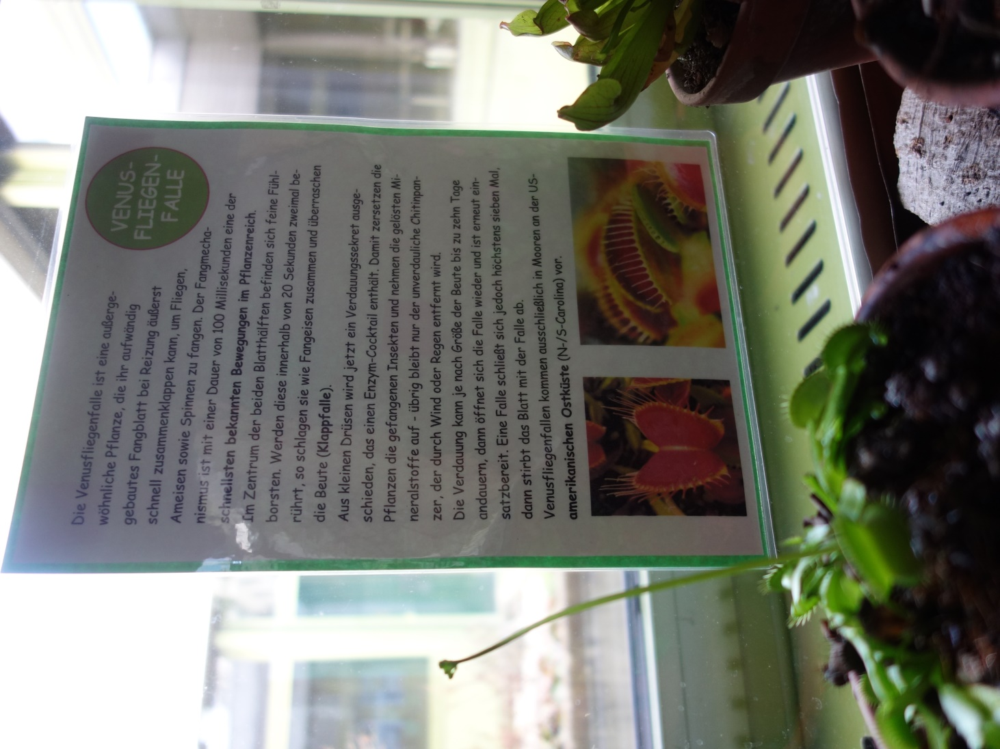 VENUS-
FLIEGEN-
FALLE
Die Venusfliegenfalle ist eine außerge-
wöhnliche Pflanze, die ihr aufwändig
gebautes Fangblatt bei Reizung äußerst
schnell zusammenklappen kann, um Fliegen,
Ameisen sowie Spinnen zu fangen. Der Fangmecha-
nismus ist mit einer Dauer von 100 Millisekunden eine der
schnellsten bekannten Bewegungen im Pflanzenreich.
Im Zentrum der beiden Blatthälften befinden sich feine Fühl-
borsten. Werden diese innerhalb von 20 Sekunden zweimal be-
rührt, so schlagen sie wie Fangeisen zusammen und überraschen
die Beute (Klappfalle).
Aus kleinen Drüsen wird jetzt ein Verdauungssekret ausge-
schieden, das einen Enzym-Cocktail enthält. Damit zersetzen die
Pflanzen die gefangenen Insekten und nehmen die gelösten Mi-
neralstoffe auf - übrig bleibt nur der unverdauliche Chitinpan-
zer, der durch Wind oder Regen entfernt wird.
Die Verdauung kann je nach Größe der Beute bis zu zehn Tage
andauern, dann öffnet sich die Falle wieder und ist erneut ein-
satzbereit. Eine Falle schließt sich jedoch höchstens sieben Mal,
dann stirbt das Blatt mit der Falle ab.
Venusfliegenfallen kommen ausschließlich in Mooren an der US-
amerikanischen Ostküste (N-/S-Carolina) vor.